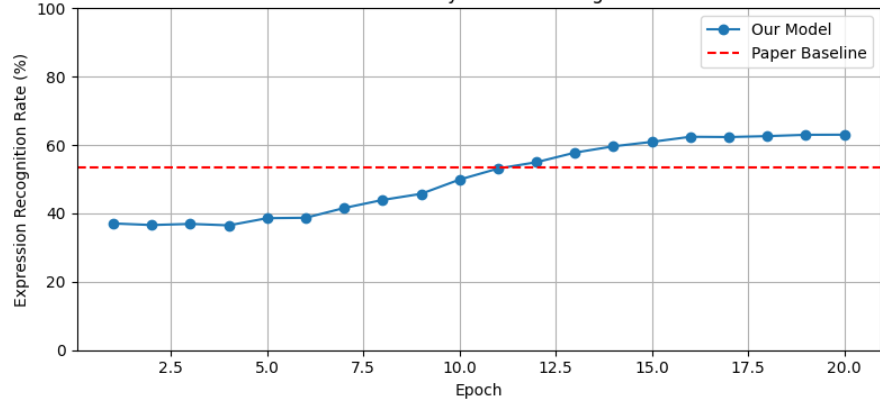 100
80
60
40
20
0
Expression Recognition Rate (%)
Our Model
Paper Baseline
2.5 5.0 7.5 10.0 12.5 15.0 17.5 20.0
Epoch